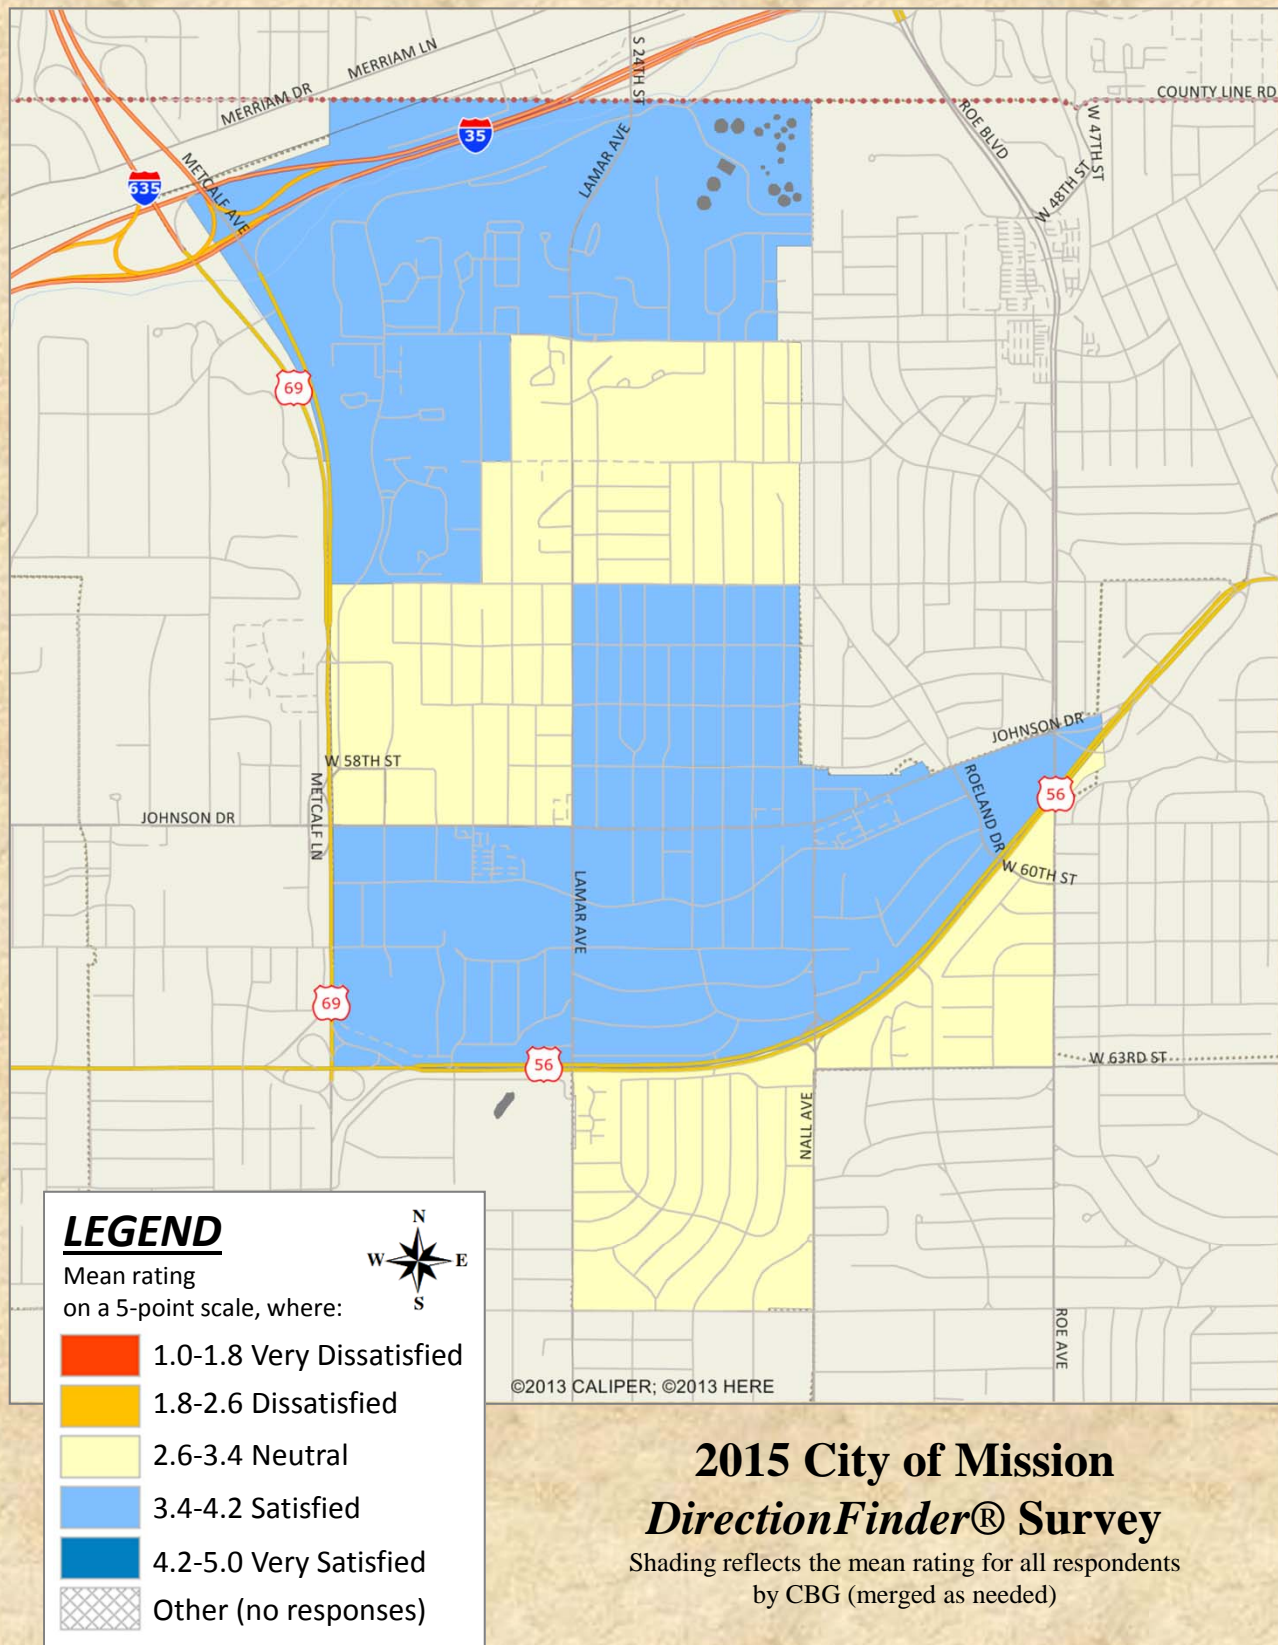 S 24TH ST
MERRIAM LN
MERRIAM DR
COUNTY LINE RD
ROE BLVD
W 47TH ST
35
LAMAR AVE
METCALF AVE
635
W 48TH ST
69
JOHNSON DR
W 58TH ST
ROELAND DR
56
METCALF LN
JOHNSON DR
W 60TH ST
LAMAR AVE
69
56
W 63RD ST
NALL AVE
ROE AVE
LEGEND
N
W E
S
Mean rating
on a 5-point scale, where:
1.0-1.8 Very Dissatisfied
1.8-2.6 Dissatisfied
2.6-3.4 Neutral
3.4-4.2 Satisfied
4.2-5.0 Very Satisfied
Other (no responses)
©2013 CALIPER; ©2013 HERE
2015 City of Mission
DirectionFinder® Survey
Shading reflects the mean rating for all respondents
by CBG (merged as needed)